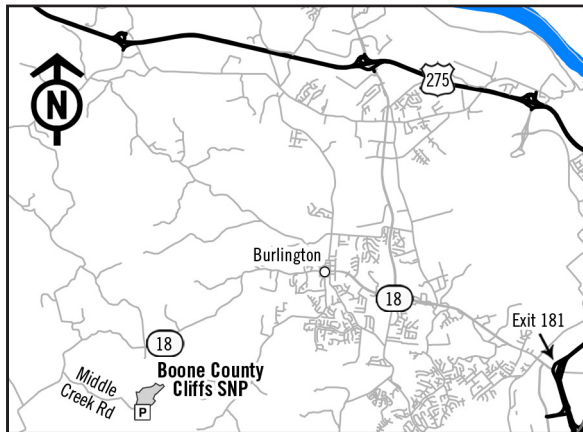 N
275
Burlington
18
Exit 181
18
Boone County
Cliffs SNP
Middle
Creek Rd
P